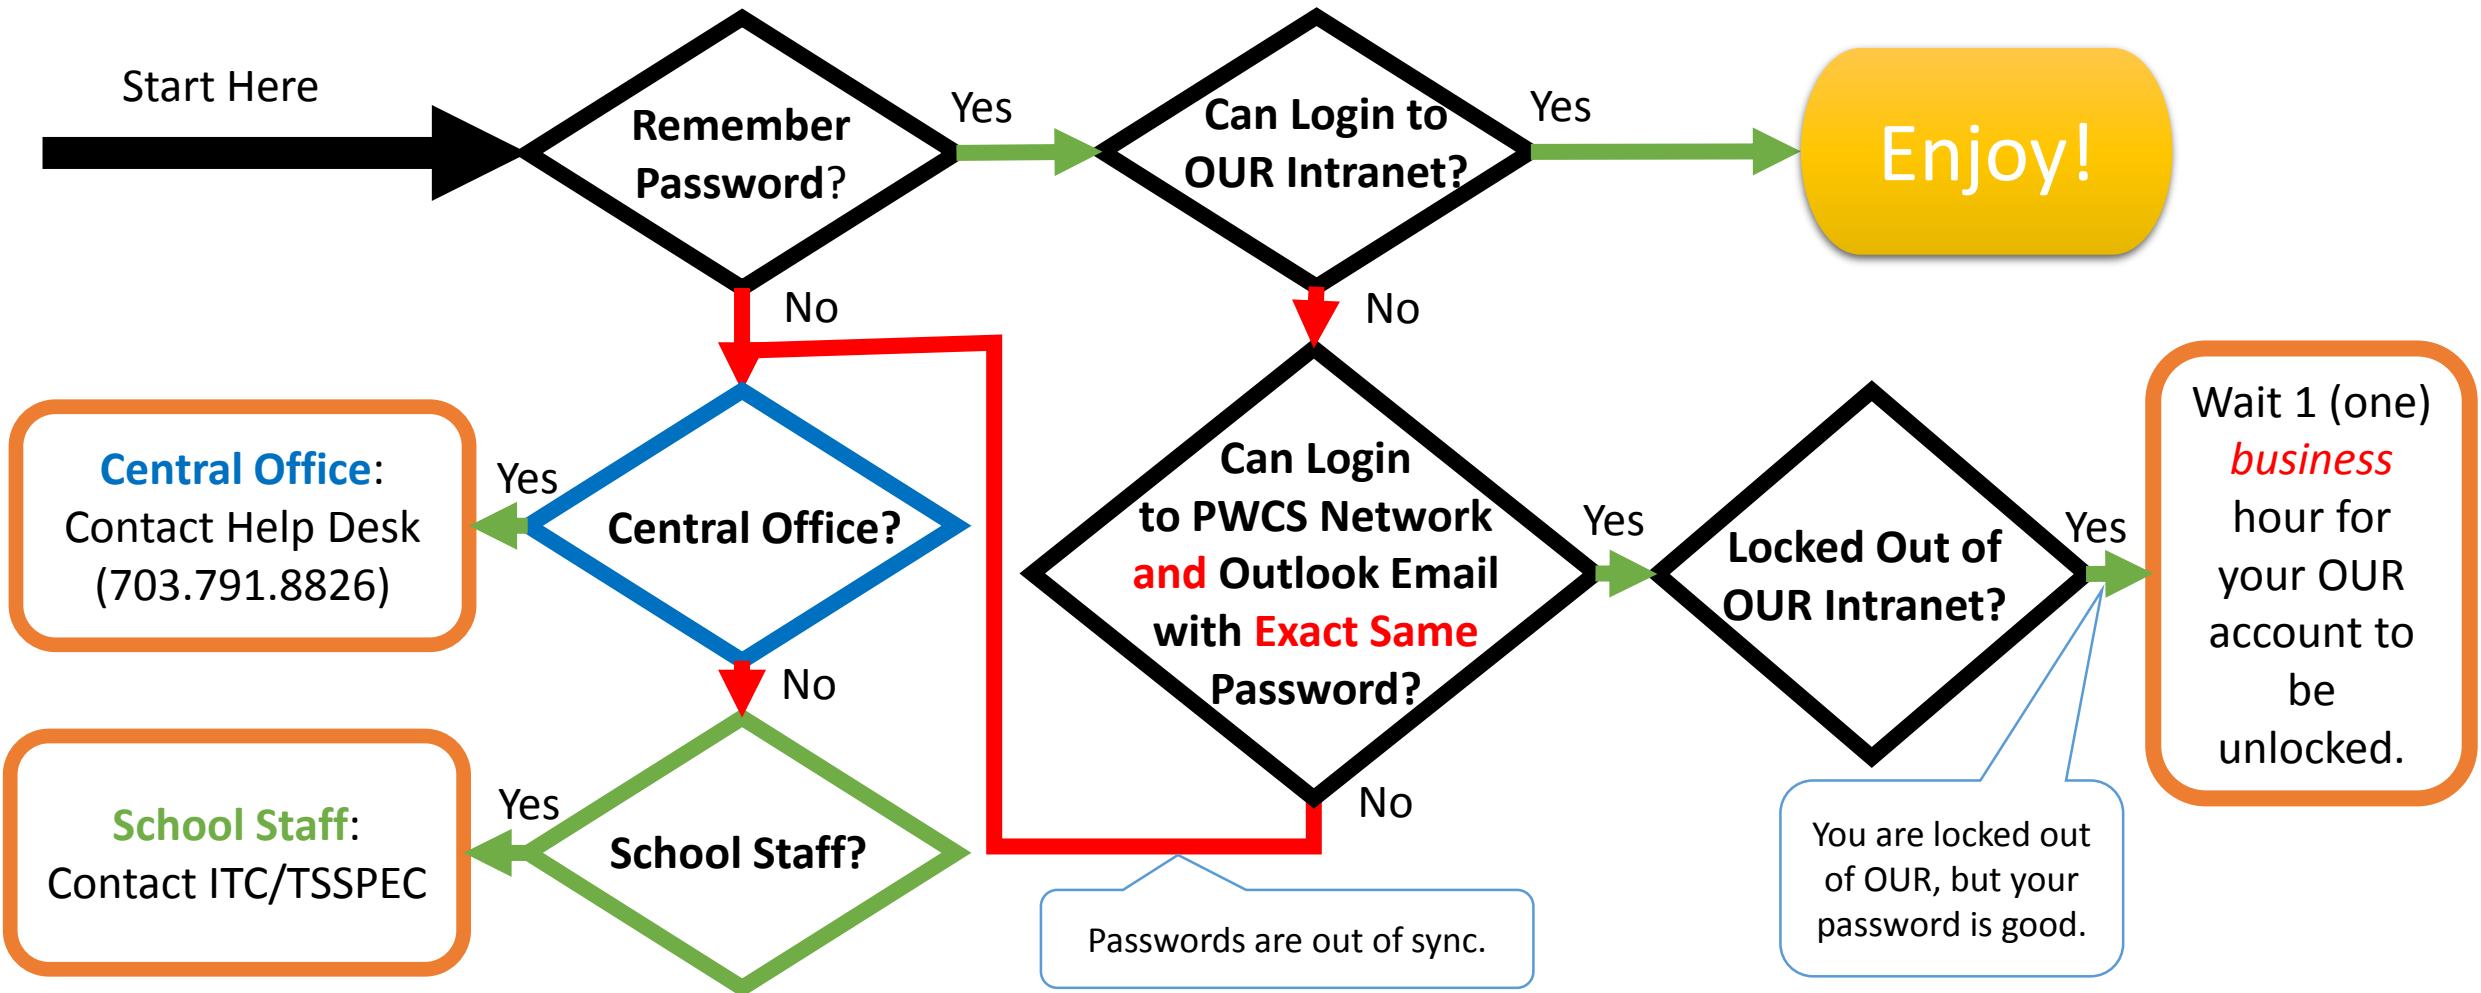 Start Here
Remember
Password?
Yes
Can Login to
OUR Intranet?
Yes
Enjoy!
No
No
Central Office:
Contact Help Desk
(703.791.8826)
Yes
Central Office?
No
Can Login
to PWCS Network
and Outlook Email
with Exact Same
Password?
Yes
Locked Out of
OUR Intranet?
Yes
Wait 1 (one)
business
hour for
your OUR
account to
be
unlocked.
School Staff:
Contact ITC/TSSPEC
Yes
School Staff?
No
Passwords are out of sync.
You are locked out
of OUR, but your
password is good.